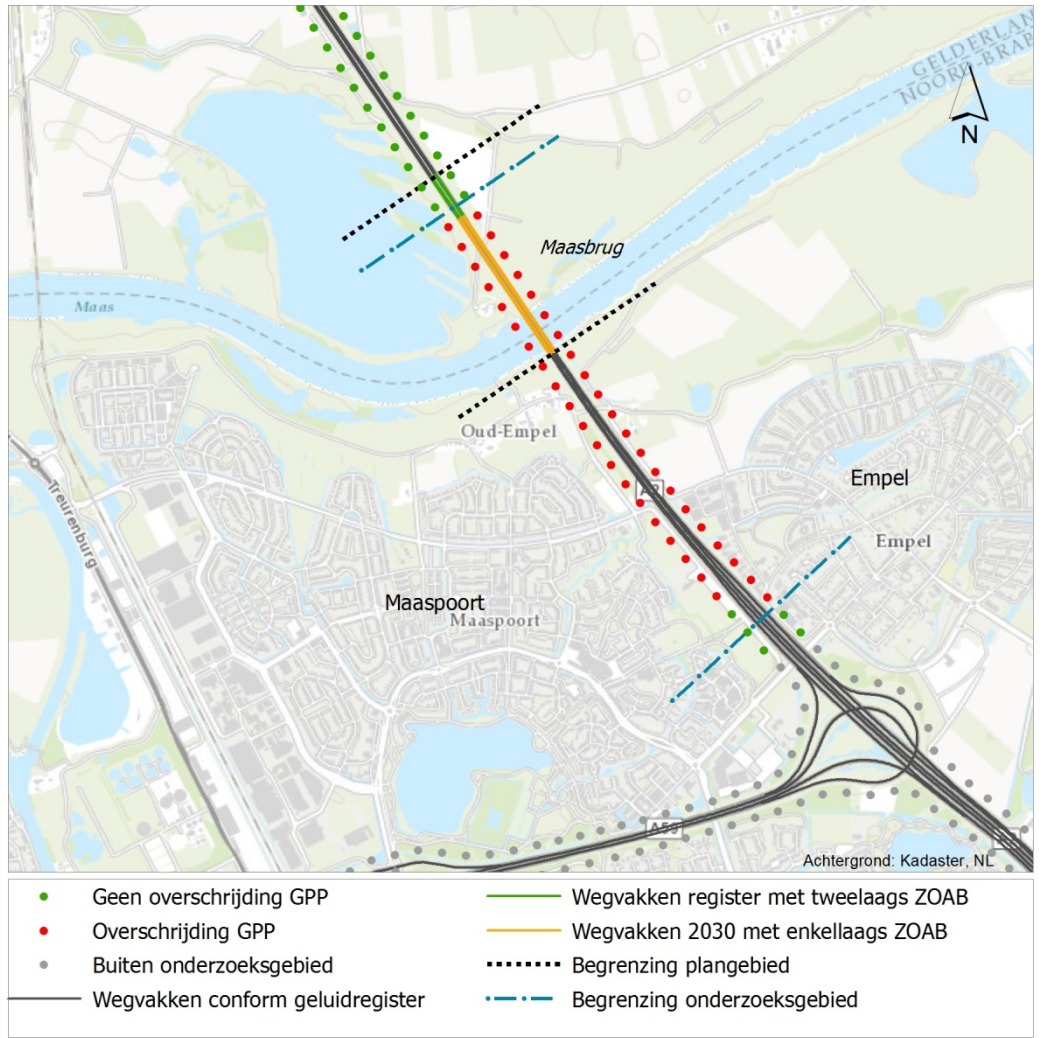 GELDERLAN
NOORD-BRAB
N
Maasbrug
Maas
Oud-Empel
A2
Empel
Empel
Treurenburg
Maaspoort
Maaspoort
A59
Achtergrond: Kadaster, NL
Geen overschrijding GPP
Wegvakken register met tweelaags ZOAB
Overschrijding GPP
Wegvakken 2030 met enkellaags ZOAB
Buiten onderzoeksgebied
Begrenzing plangebied
Wegvakken conform geluidregister
Begrenzing onderzoeksgebied